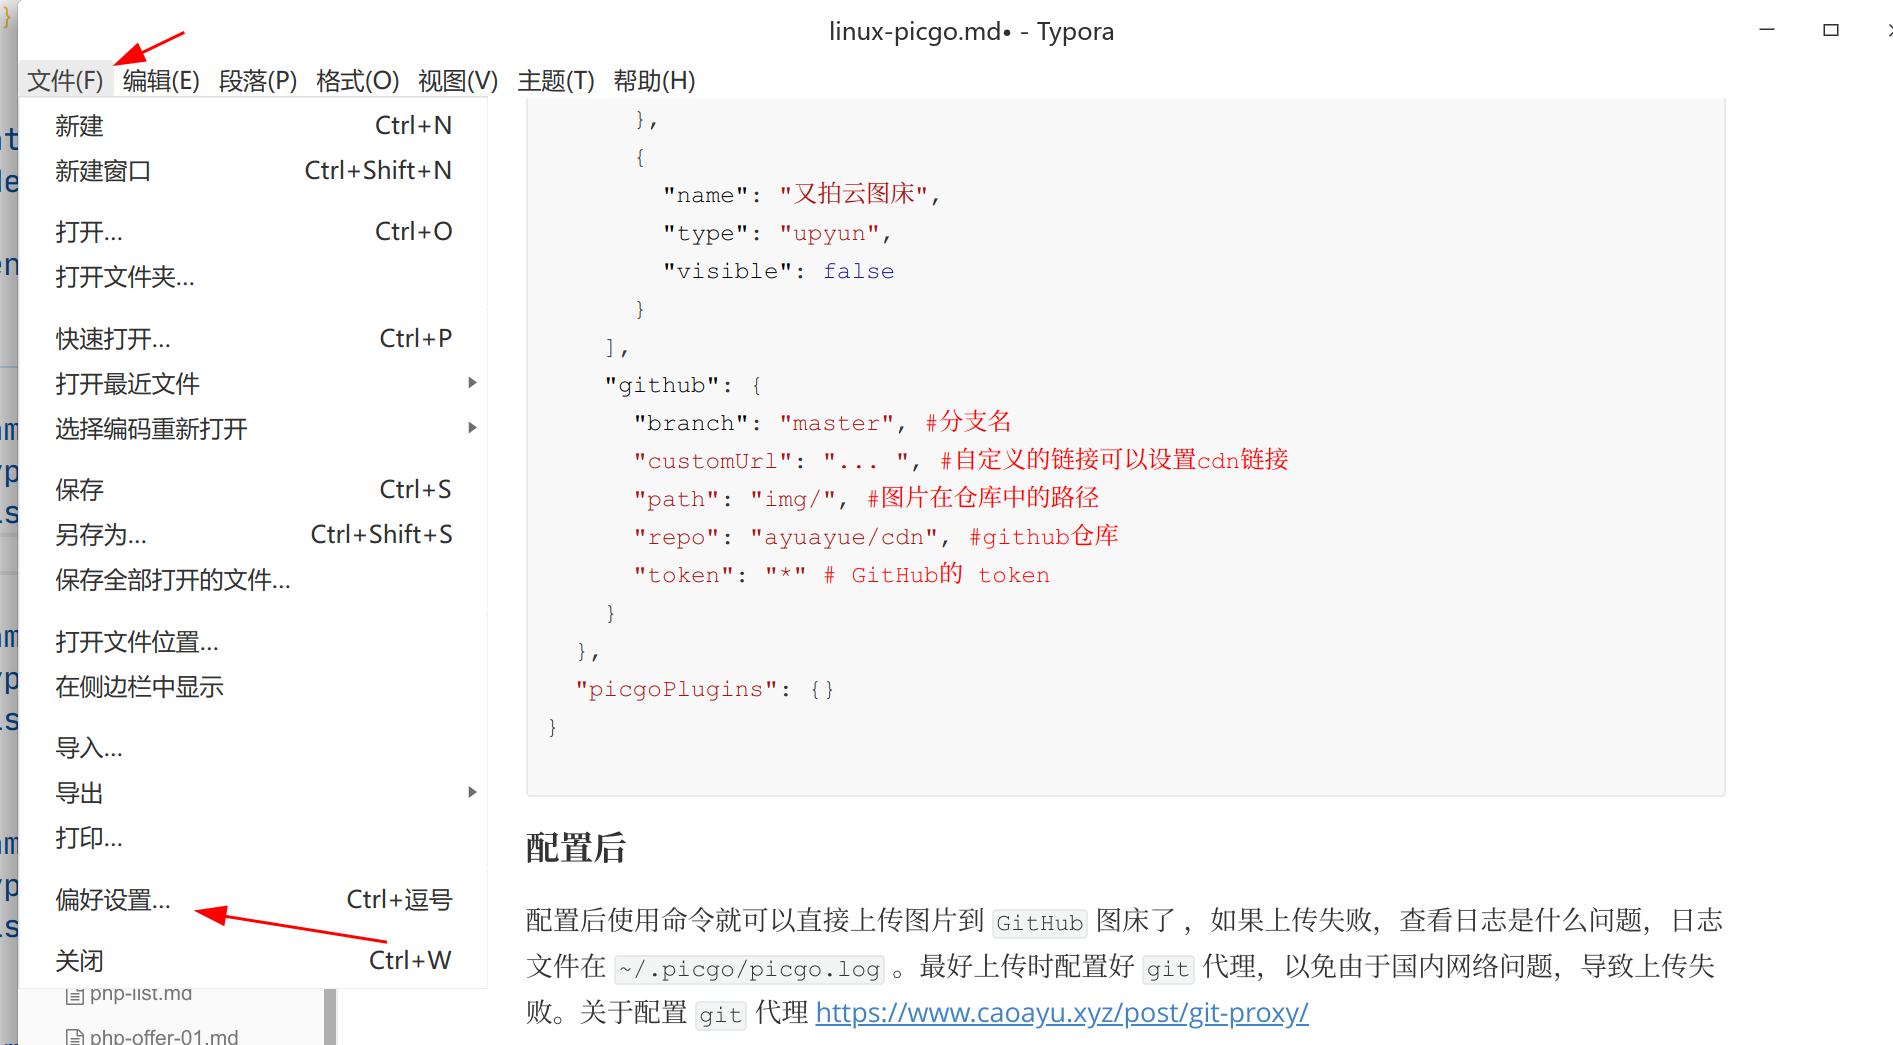 linux-picgo.md• - Typora
文件(F) 编辑(E) 段落(P) 格式(O) 视图(V) 主题(T) 帮助(H)
新建 Ctrl+N
新建窗口 Ctrl+Shift+N
打开... Ctrl+O
打开文件夹...
快速打开... Ctrl+P
打开最近文件
选择编码重新打开
保存 Ctrl+S
另存为... Ctrl+Shift+S
保存全部打开的文件...
打开文件位置...
在侧边栏中显示
导入...
导出
打印...
偏好设置... Ctrl+逗号
关闭 Ctrl+W
php-list.md
php-offer-01.md
},
{
"name": "又拍云图床",
"type": "upyun",
"visible": false
}
],
"github": {
"branch": "master", #分支名
"customUrl": "... ", #自定义的链接可以设置cdn链接
"path": "img/", #图片在仓库中的路径
"repo": "ayuayue/cdn", #github仓库
"token": "*" # GitHub的 token
}
},
"picgoPlugins": {}
}
配置后
配置后使用命令就可以直接上传图片到 GitHub 图床了 ，如果上传失败，查看日志是什么问题，日志
文件在 ~/.picgo/picgo.log 。最好上传时配置好 git 代理，以免由于国内网络问题，导致上传失
败。关于配置 git 代理 https://www.caoayu.xyz/post/git-proxy/